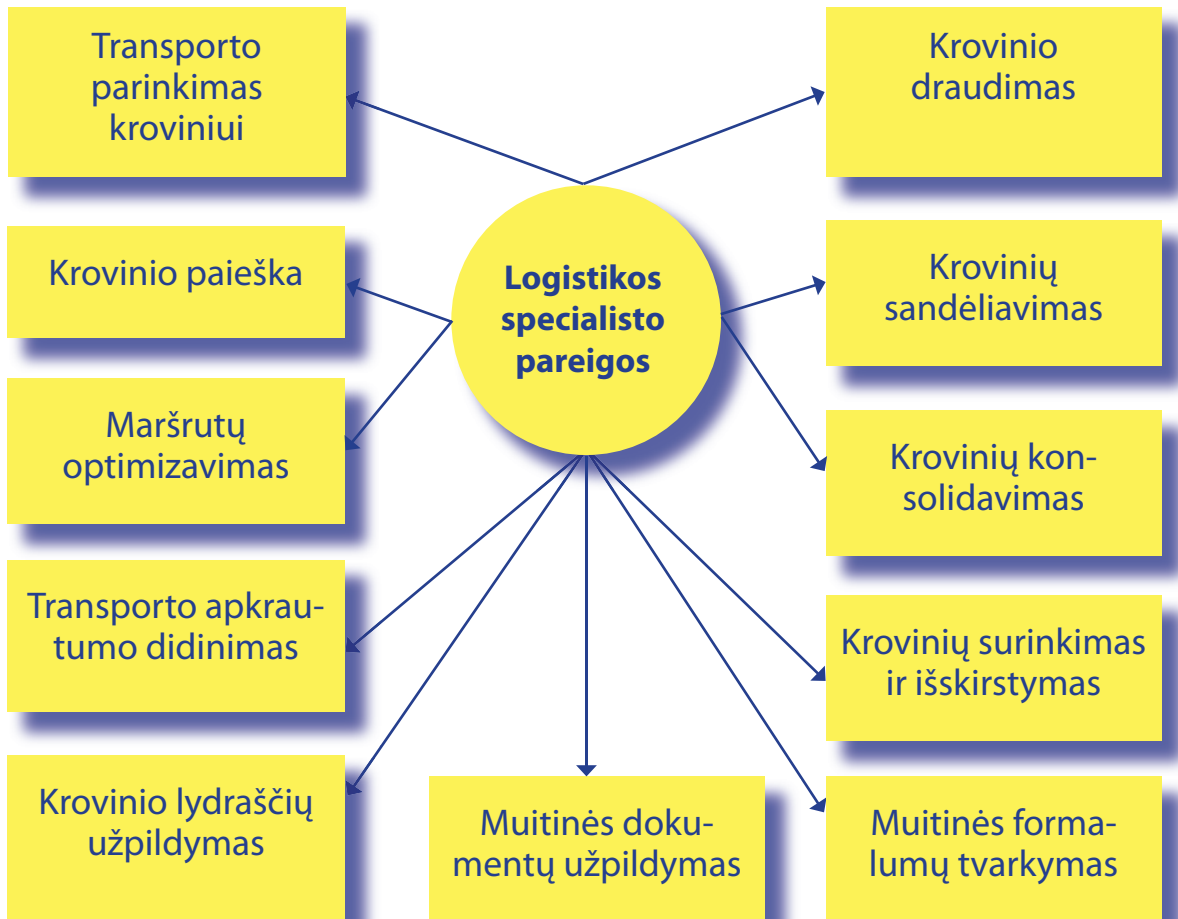 Transporto
parinkimas
kroviniui
Krovinio
draudimas
Krovinio paieška
Logistikos
specialisto
pareigos
Krovinių
sandėliavimas
Maršrutų
optimizavimas
Krovinių kon-
solidavimas
Transporto apkrau-
tumo didinimas
Krovinių surinkimas
ir išskirstymas
Krovinio lydraščių
užpildymas
Muitinės doku-
mentų užpildymas
Muitinės forma-
lumų tvarkymas